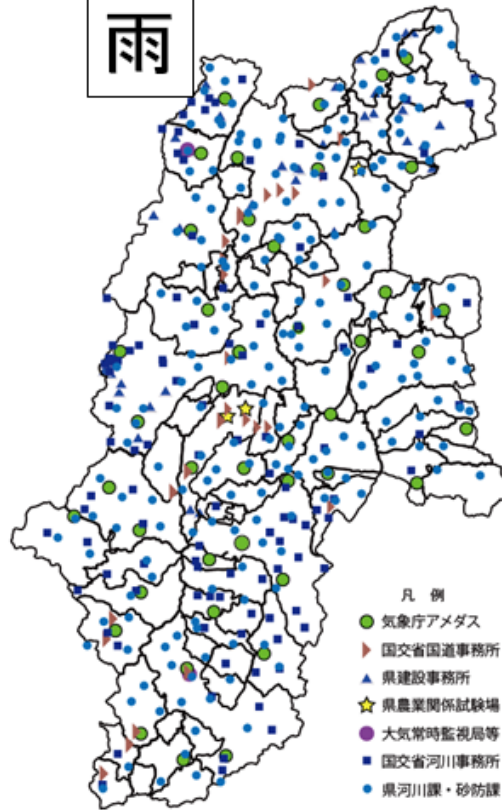 雨
凡 例
気象庁アメダス
国交省国道事務所
県建設事務所
県農業関係試験場
大気常時監視局等
国交省河川事務所
県河川課・砂防課